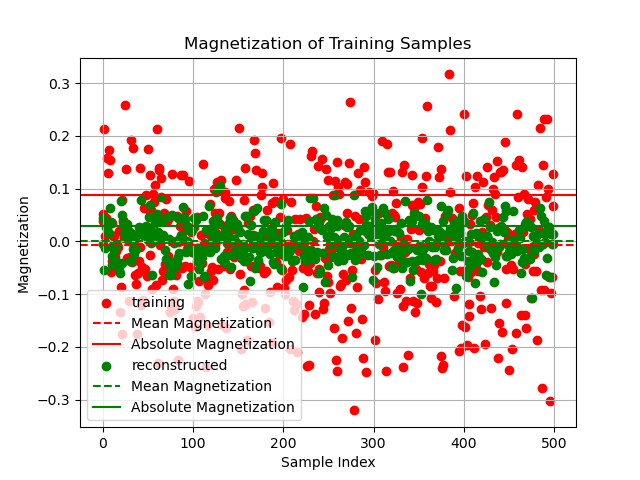 Magnetization of Training Samples
Magnetization
0.3
0.2
0.1
0.0
−0.1
−0.2
−0.3
training
Mean Magnetization
Absolute Magnetization
reconstructed
Mean Magnetization
Absolute Magnetization
0 100 200 300 400 500
Sample Index